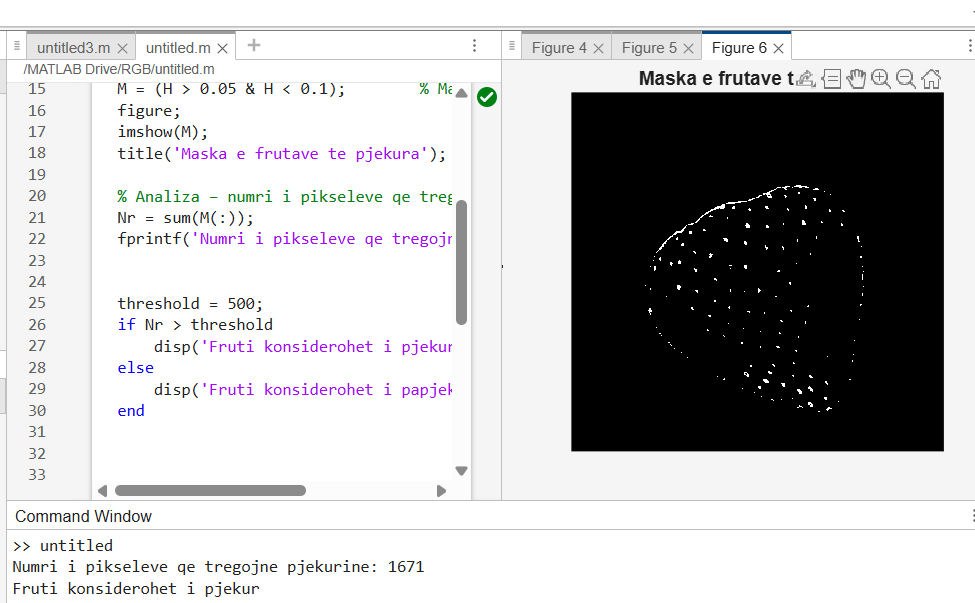 untitled3.m
untitled.m
/MATLAB Drive/RGB/untitled.m
15 M = (H > 0.05 & H < 0.1); % Ma
16 figure;
17 imshow(M);
18 title('Maska e frutave te pjekura');
19
20 % Analiza – numri i pikseleve qe treg
21 Nr = sum(M(:));
22 fprintf('Numri i pikseleve qe tregojn
23
24
25 threshold = 500;
26 if Nr > threshold
27 disp('Fruti konsiderohet i pjekur
28 else
29 disp('Fruti konsiderohet i papjek
30 end
31
32
33
Figure 4
Figure 5
Figure 6
Maska e frutave t
Command Window
>> untitled
Numri i pikseleve qe tregojne pjekurine: 1671
Fruti konsiderohet i pjekur